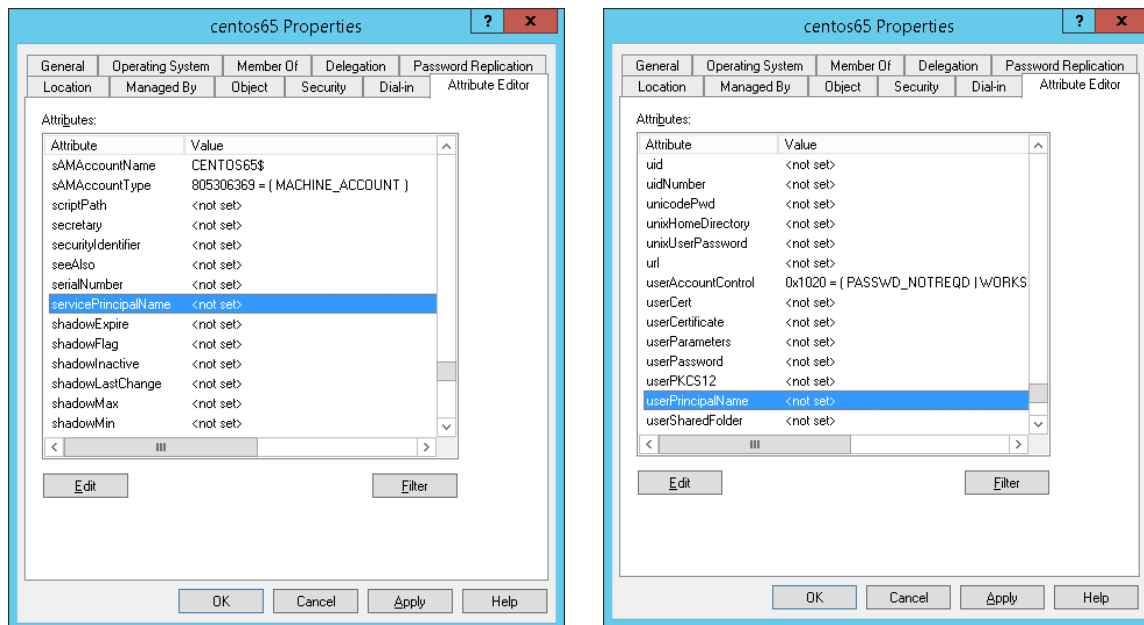 centos65 Properties
?
x
General
Operating System
Member Of
Delegation
Password Replication
Location
Managed By
Object
Security
Dial-in
Attribute Editor
Attributes:
Attribute Value
sAMAccountName CENTOS65$
sAMAccountType 805306369 = ( MACHINE_ACCOUNT )
scriptPath <not set>
secretary <not set>
securityIdentifier <not set>
seeAlso <not set>
serialNumber <not set>
servicePrincipalName <not set>
shadowExpire <not set>
shadowFlag <not set>
shadowInactive <not set>
shadowLastChange <not set>
shadowMax <not set>
shadowMin <not set>
Edit
Filter
OK
Cancel
Apply
Help
centos65 Properties
?
x
General
Operating System
Member Of
Delegation
Password Replication
Location
Managed By
Object
Security
Dial-in
Attribute Editor
Attributes:
Attribute Value
uid <not set>
uidNumber <not set>
unicodePwd <not set>
unixHomeDirectory <not set>
unixUserPassword <not set>
url <not set>
userAccountControl 0x1020 = ( PASSWD_NOTREQD | WORKS
userCert <not set>
userCertificate <not set>
userParameters <not set>
userPassword <not set>
userPKCS12 <not set>
userPrincipalName <not set>
userSharedFolder <not set>
Edit
Filter
OK
Cancel
Apply
Help